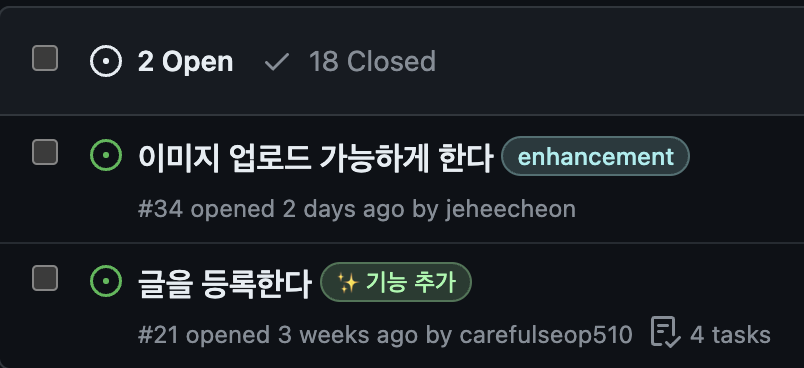 2 Open 18 Closed
이미지 업로드 가능하게 한다 enhancement
#34 opened 2 days ago by jeheecheon
글을 등록한다 ✨ 기능 추가
#21 opened 3 weeks ago by carefulseop510 4 tasks